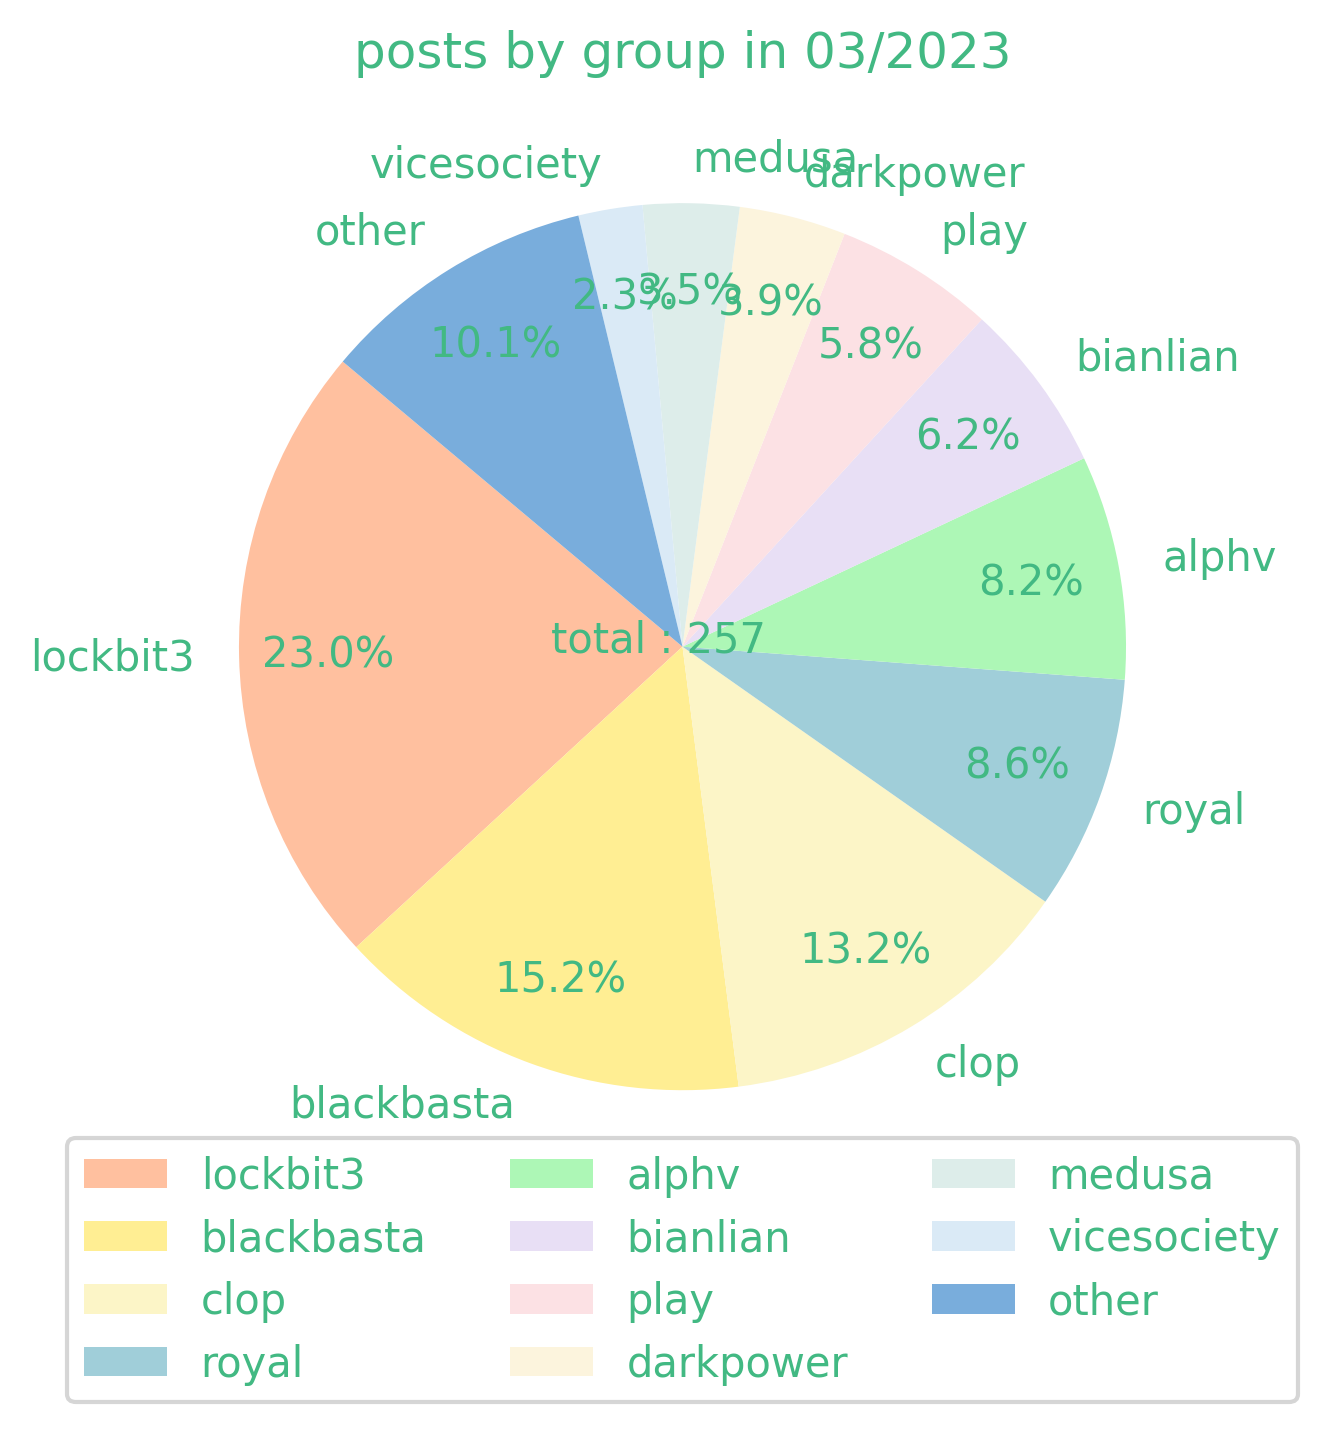 posts by group in 03/2023
medusa
vicesociety
darkpower
other
play
2.3%
3.5%
3.9%
10.1%
5.8%
bianlian
6.2%
alphv
8.2%
total : 257
lockbit3
23.0%
8.6%
royal
13.2%
15.2%
clop
blackbasta
lockbit3
blackbasta
clop
royal
alphv
bianlian
play
darkpower
medusa
vicesociety
other